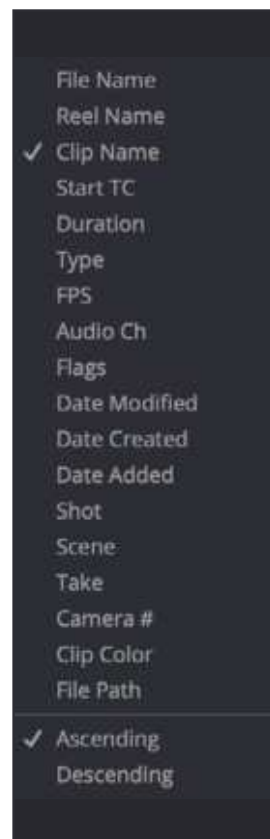 File Name
Reel Name
✓ Clip Name
Start TC
Duration
Type
FPS
Audio Ch
Flags
Date Modified
Date Created
Date Added
Shot
Scene
Take
Camera #
Clip Color
File Path
✓ Ascending
Descending